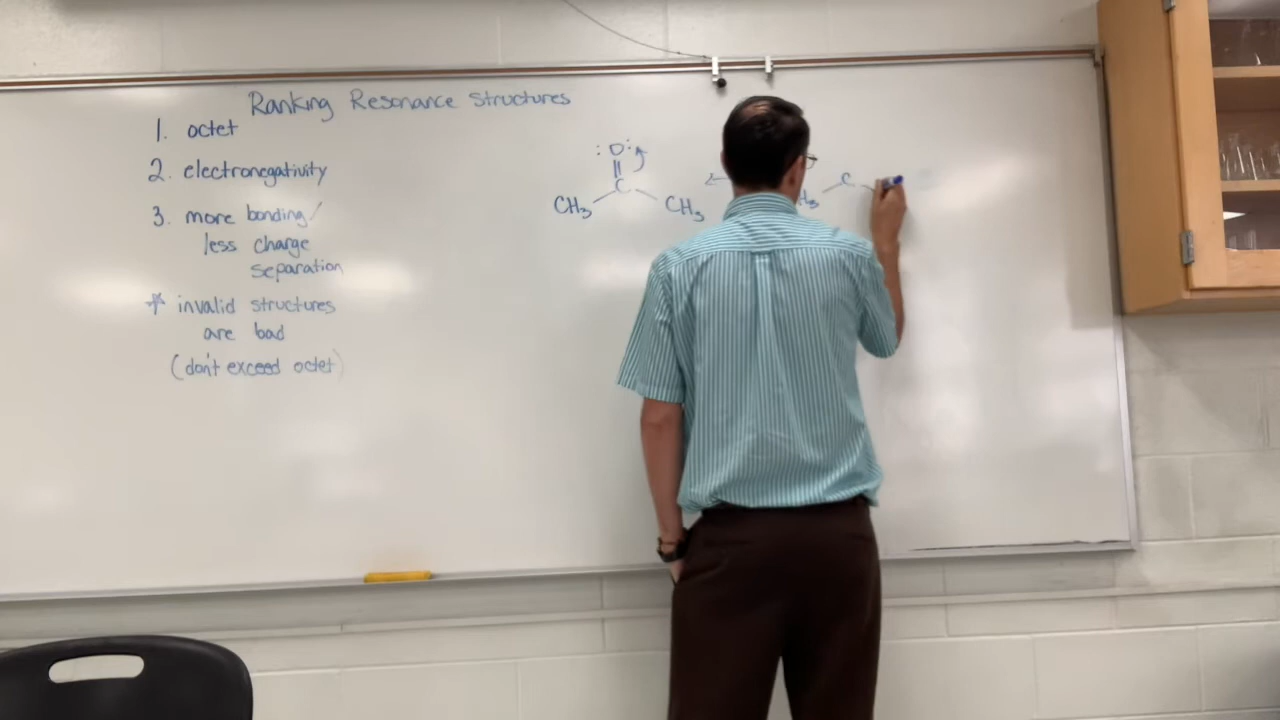 Ranking Resonance Structures
1. octet
2. electronegativity
3. more bonding/
less charge
separation
* invalid structures
are bad
(don't exceed octet)
:O:
C
CH₃ CH₃
C
H₃